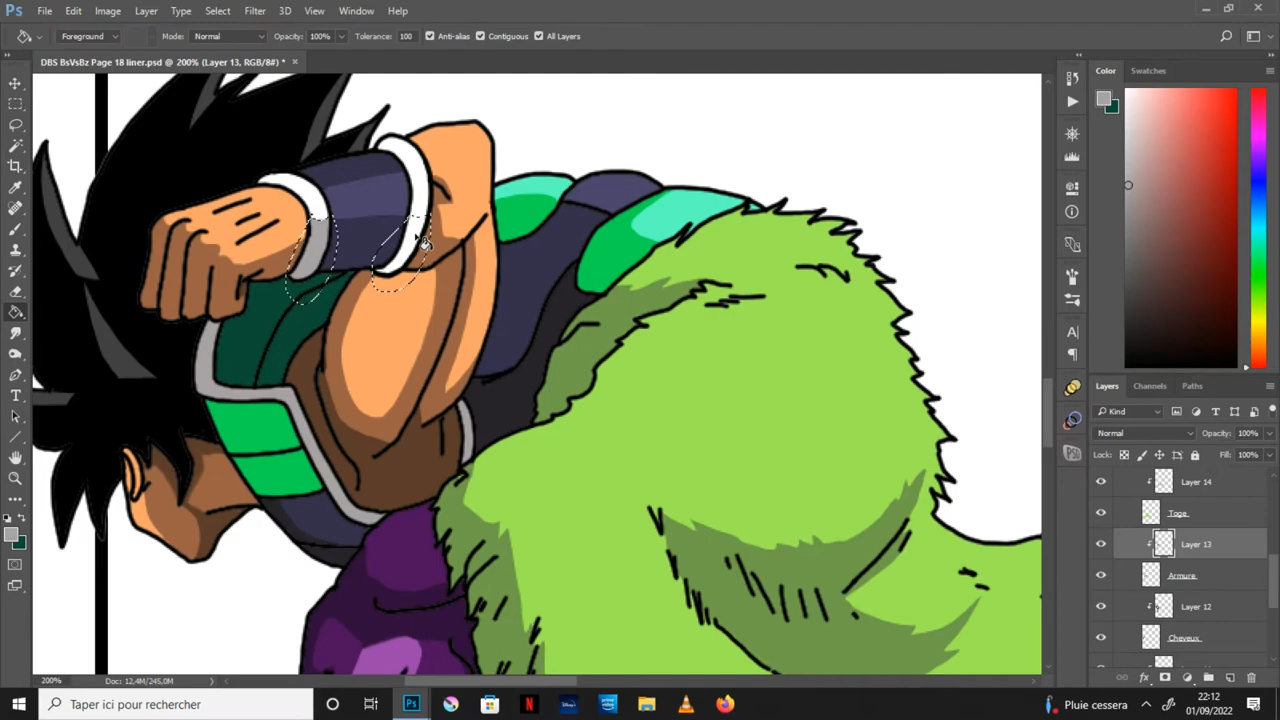 Ps File Edit Image Layer Type Select Filter 3D View Window Help
Foreground Mode: Normal Opacity: 100% Tolerance: 100 Anti-alias Contiguous All Layers
DBS BsVsBz Page 18 liner.psd @ 200% (Layer 13, RGB/8#) * ×
Color Swatches
Layers Channels Paths
Kind
Normal Opacity: 100%
Lock: Fill: 100%
Layer 14
Toge
Layer 13
Armure
Layer 12
Cheveux
200% Doc: 12,4M/245,0M
Taper ici pour rechercher
Pluie cessera
22:12
01/09/2022